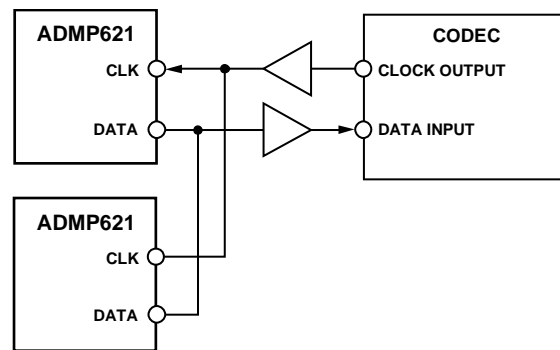 ADMP621
CLK
DATA
CODEC
CLOCK OUTPUT
DATA INPUT
ADMP621
CLK
DATA